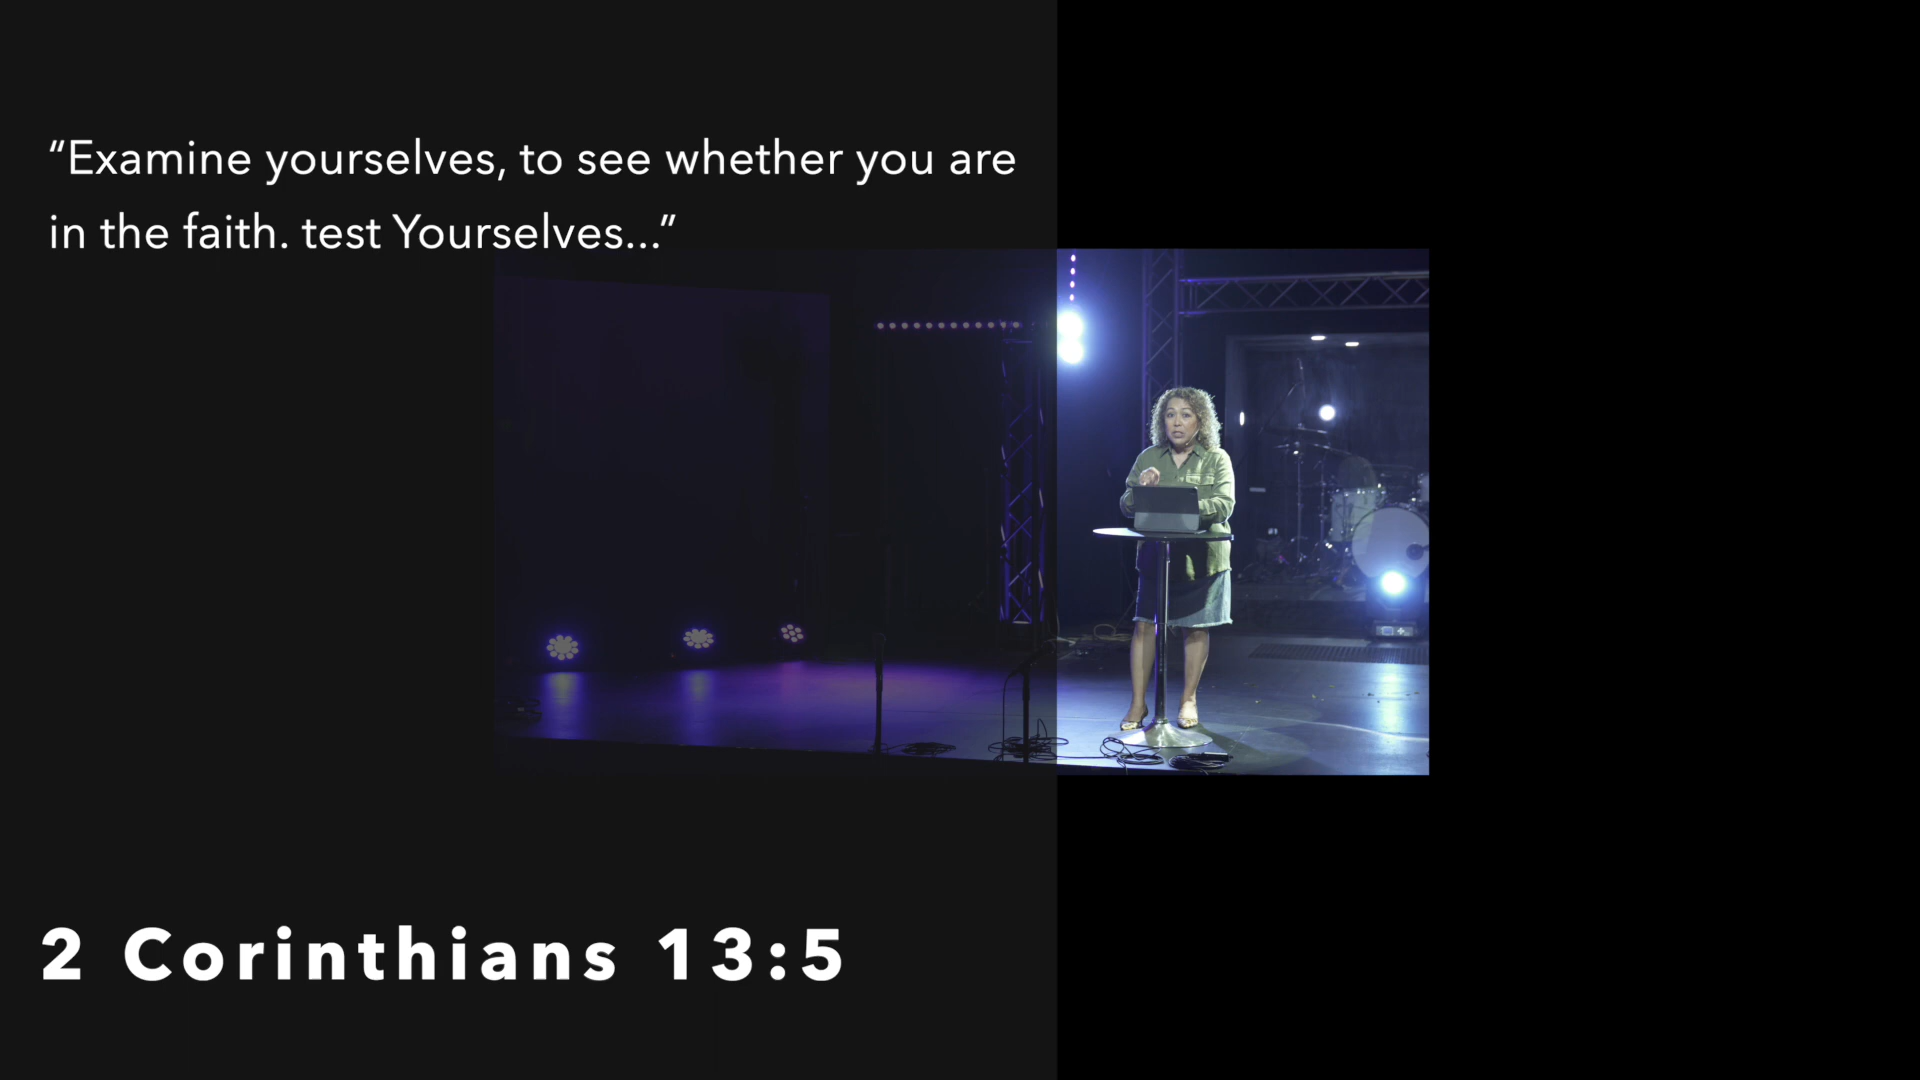 “Examine yourselves, to see whether you are
in the faith. test Yourselves...”
2 Corinthians 13:5